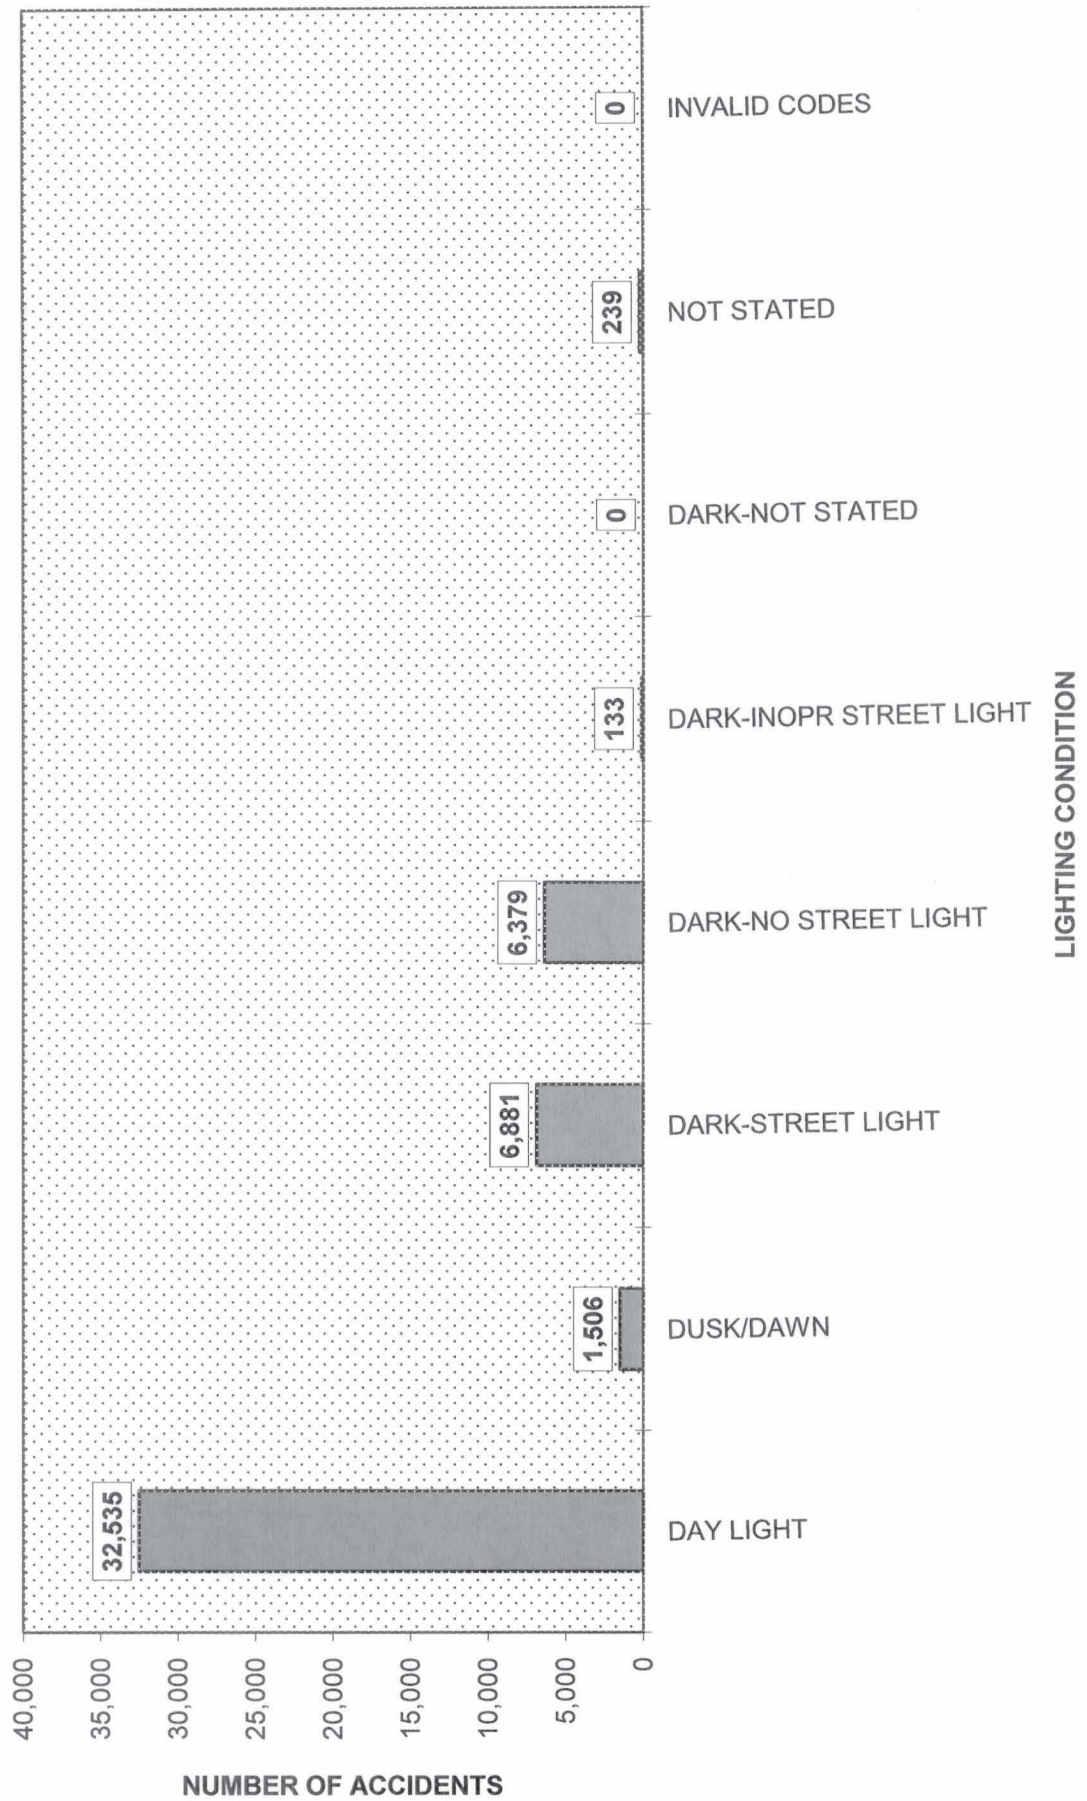 NUMBER OF ACCIDENTS
40,000
35,000
30,000
25,000
20,000
15,000
10,000
5,000
0
32,535
1,506
6,881
6,379
133
0
239
0
DAY LIGHT
DUSK/DAWN
DARK-STREET LIGHT
DARK-NO STREET LIGHT
DARK-INOPR STREET LIGHT
DARK-NOT STATED
NOT STATED
INVALID CODES
LIGHTING CONDITION